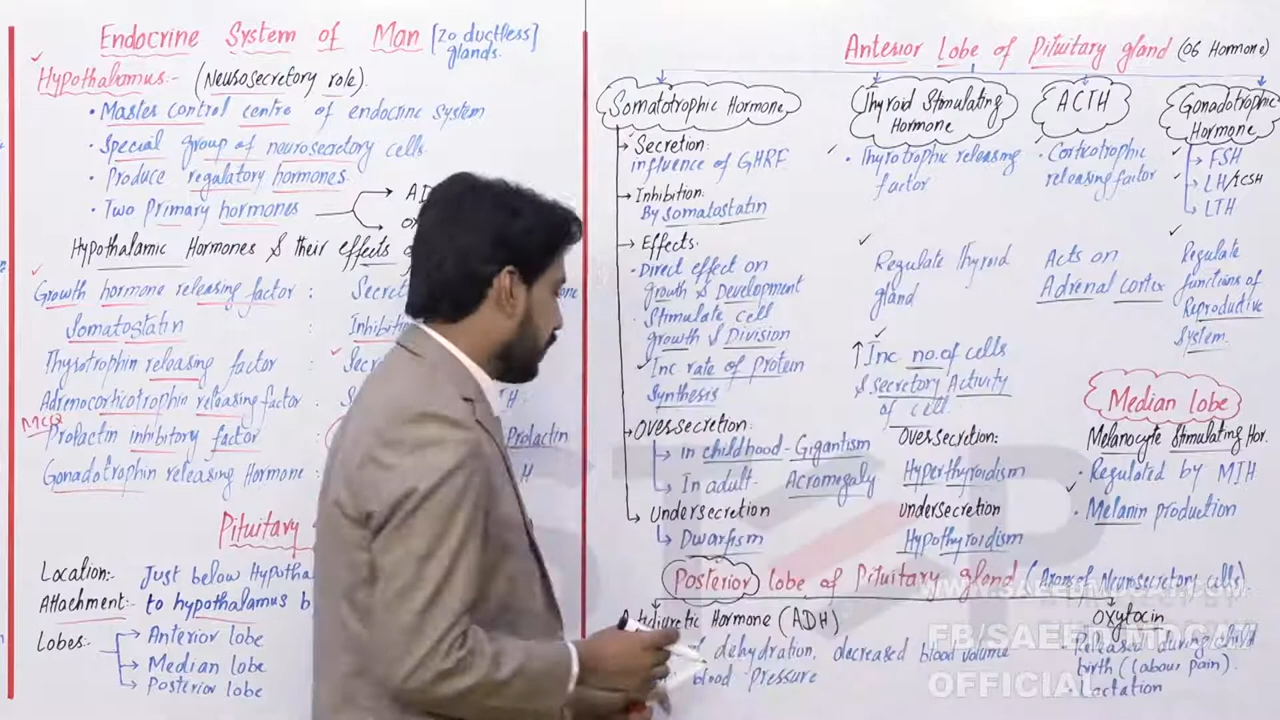 Endocrine System of Man [20 ductless] glands.
Hypothalamus:- (Neurosecretory role).
• Master control centre of endocrine system
• Special group of neurosecretory cells
• Produce regulatory hormones
• Two Primary hormones
AD
Hypothalamic Hormones & their effects
Growth hormone releasing factor : Secret
Somatostatin : Inhibiti
Thyrotrophin releasing factor : Secr
Adrenocorticotrophin releasing factor :
MCQ
Prolactin inhibitory factor : Prolactin
Gonadotrophin releasing Hormone : H
Pituitary
Location:- Just below Hypotha
Attachment:- to hypothalamus b
Lobes:- Anterior lobe
Median lobe
Posterior lobe
Anterior Lobe of Pituitary gland (06 Hormone)
Somatotrophic Hormone
Secretion:
influence of GHRF
Inhibition:
By somatostatin
Effects.
• Direct effect on
growth & Development
• Stimulate cell
growth & Division
Inc rate of protein
Synthesis
Oversecretion:
In childhood - Gigantism
In adult - Acromegaly
Undersecretion
Dwarfism
Thyroid Stimulating
Hormone
• Thyrotrophic releasing
factor
Regulate Thyroid
gland
↑ Inc no. of cells
& secretory Activity
of cell.
Oversecretion:
Hyperthyroidism
undersecretion
Hypothyroidism
ACTH
• Corticotrophic
releasing factor
Acts on
Adrenal cortex
Gonadotrophic
Hormone
FSH
LH/ICSH
LTH
Regulate
functions of
Reproductive
System.
Median lobe
Melanocyte Stimulating Hor.
• Regulated by MIH
• Melanin production
Posterior lobe of Pituitary gland (Axons of Neurosecretory cells).
Antidiuretic Hormone (ADH)
dehydration, decreased blood volume
blood pressure
Oxytocin
• Released during child
birth (labour pain).
• Lactation
WWW.SAEEDMDCAT.COM
FB/SAEEDMDCAT
OFFICIAL